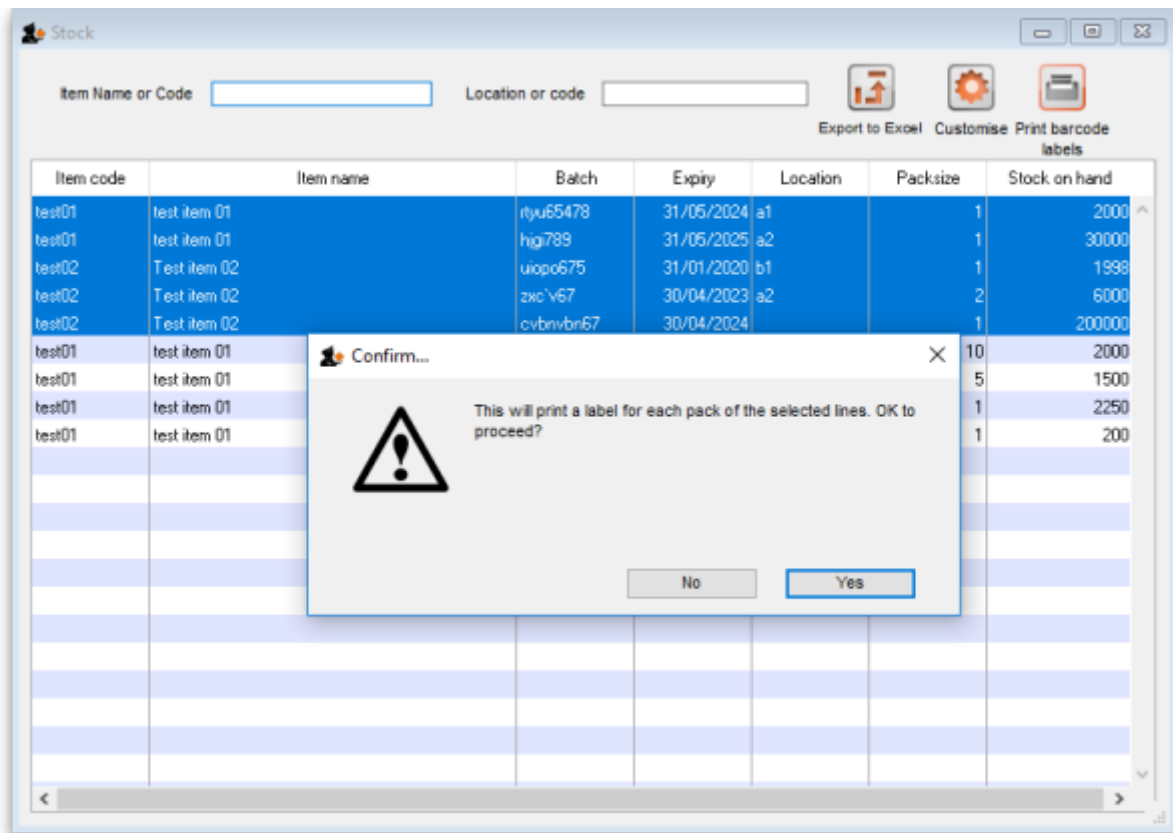 Stock
Item Name or Code
Location or code
Export to Excel Customise Print barcode
labels
Item code Item name Batch Expiry Location Packsize Stock on hand
test01 test item 01 rtyu65478 31/05/2024 a1 1 2000
test01 test item 01 hjgi789 31/05/2025 a2 1 30000
test02 Test item 02 uiopo675 31/01/2020 b1 1 1998
test02 Test item 02 zxc`v67 30/04/2023 a2 2 6000
test02 Test item 02 cvbnvbn67 30/04/2024 1 200000
test01 test item 01 10 2000
test01 test item 01 5 1500
test01 test item 01 1 2250
test01 test item 01 1 200
Confirm...
This will print a label for each pack of the selected lines. OK to
proceed?
No Yes